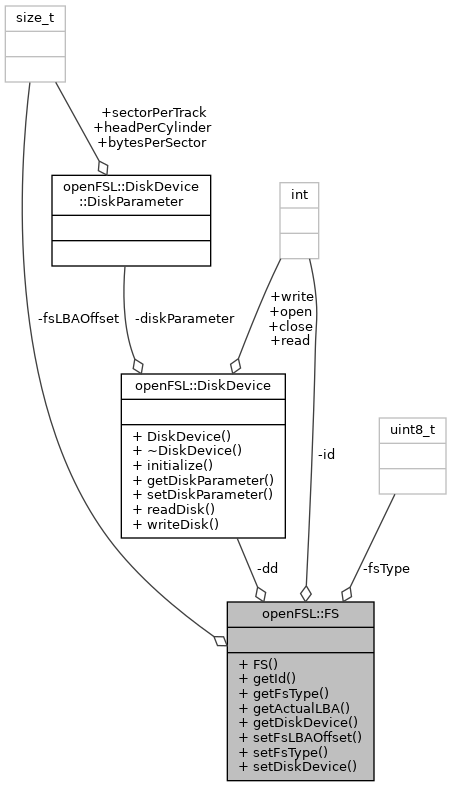 size_t
+sectorPerTrack
+headPerCylinder
+bytesPerSector
openFSL::DiskDevice
::DiskParameter
int
-fsLBAOffset
-diskParameter
+write
+open
+close
+read
openFSL::DiskDevice
+ DiskDevice()
+ ~DiskDevice()
+ initialize()
+ getDiskParameter()
+ setDiskParameter()
+ readDisk()
+ writeDisk()
uint8_t
-id
-dd
-fsType
openFSL::FS
+ FS()
+ getId()
+ getFsType()
+ getActualLBA()
+ getDiskDevice()
+ setFsLBAOffset()
+ setFsType()
+ setDiskDevice()